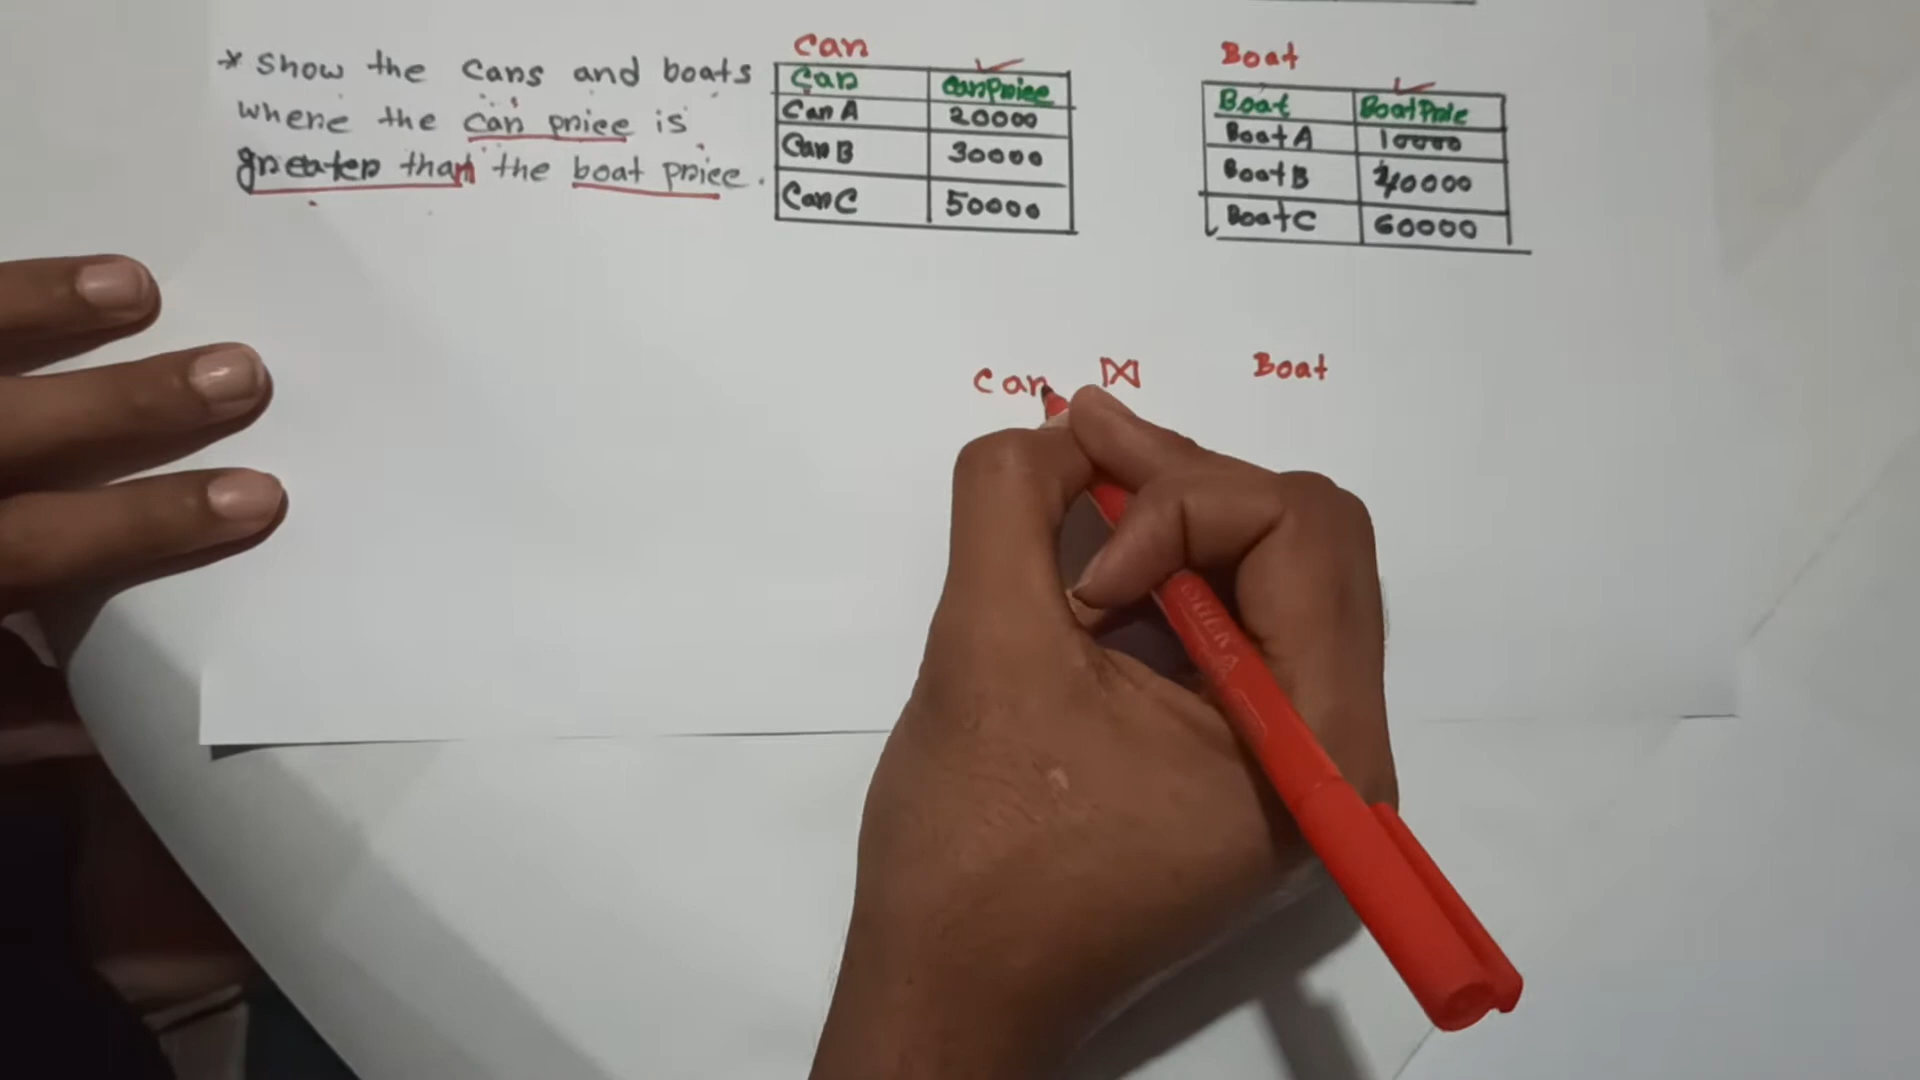 * Show the cars and boats
where the car price is
greater than the boat price.
Car
Car CarPrice
Car A 20000
Car B 30000
Car C 50000
Boat
Boat BoatPrice
Boat A 10000
Boat B 40000
Boat C 60000
Car ⋈ Boat